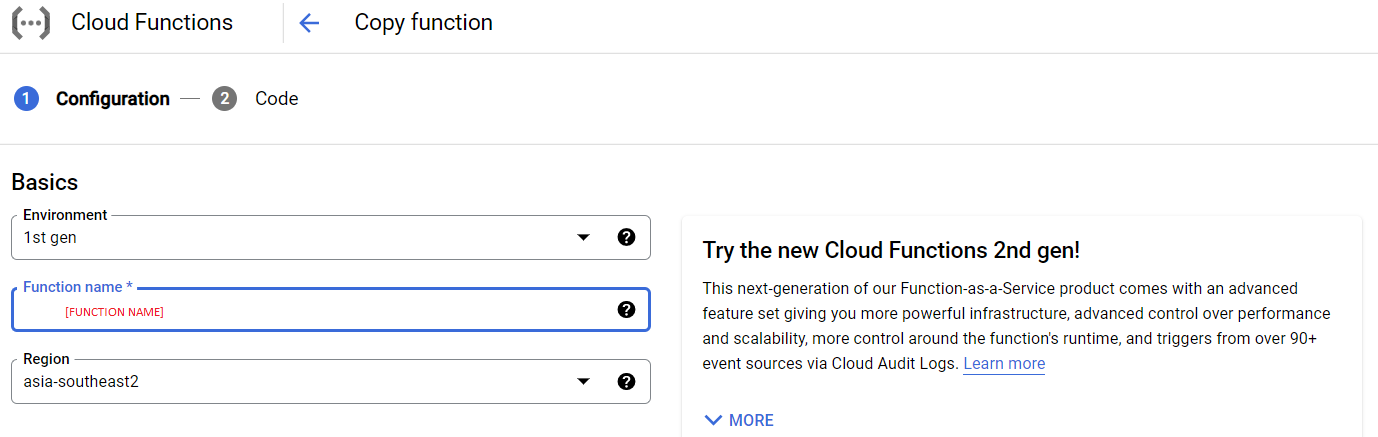 Cloud Functions
Copy function
1 Configuration
2 Code
Basics
Environment
1st gen
Function name *
[FUNCTION NAME]
Region
asia-southeast2
Try the new Cloud Functions 2nd gen!
This next-generation of our Function-as-a-Service product comes with an advanced
feature set giving you more powerful infrastructure, advanced control over performance
and scalability, more control around the function's runtime, and triggers from over 90+
event sources via Cloud Audit Logs. Learn more
MORE